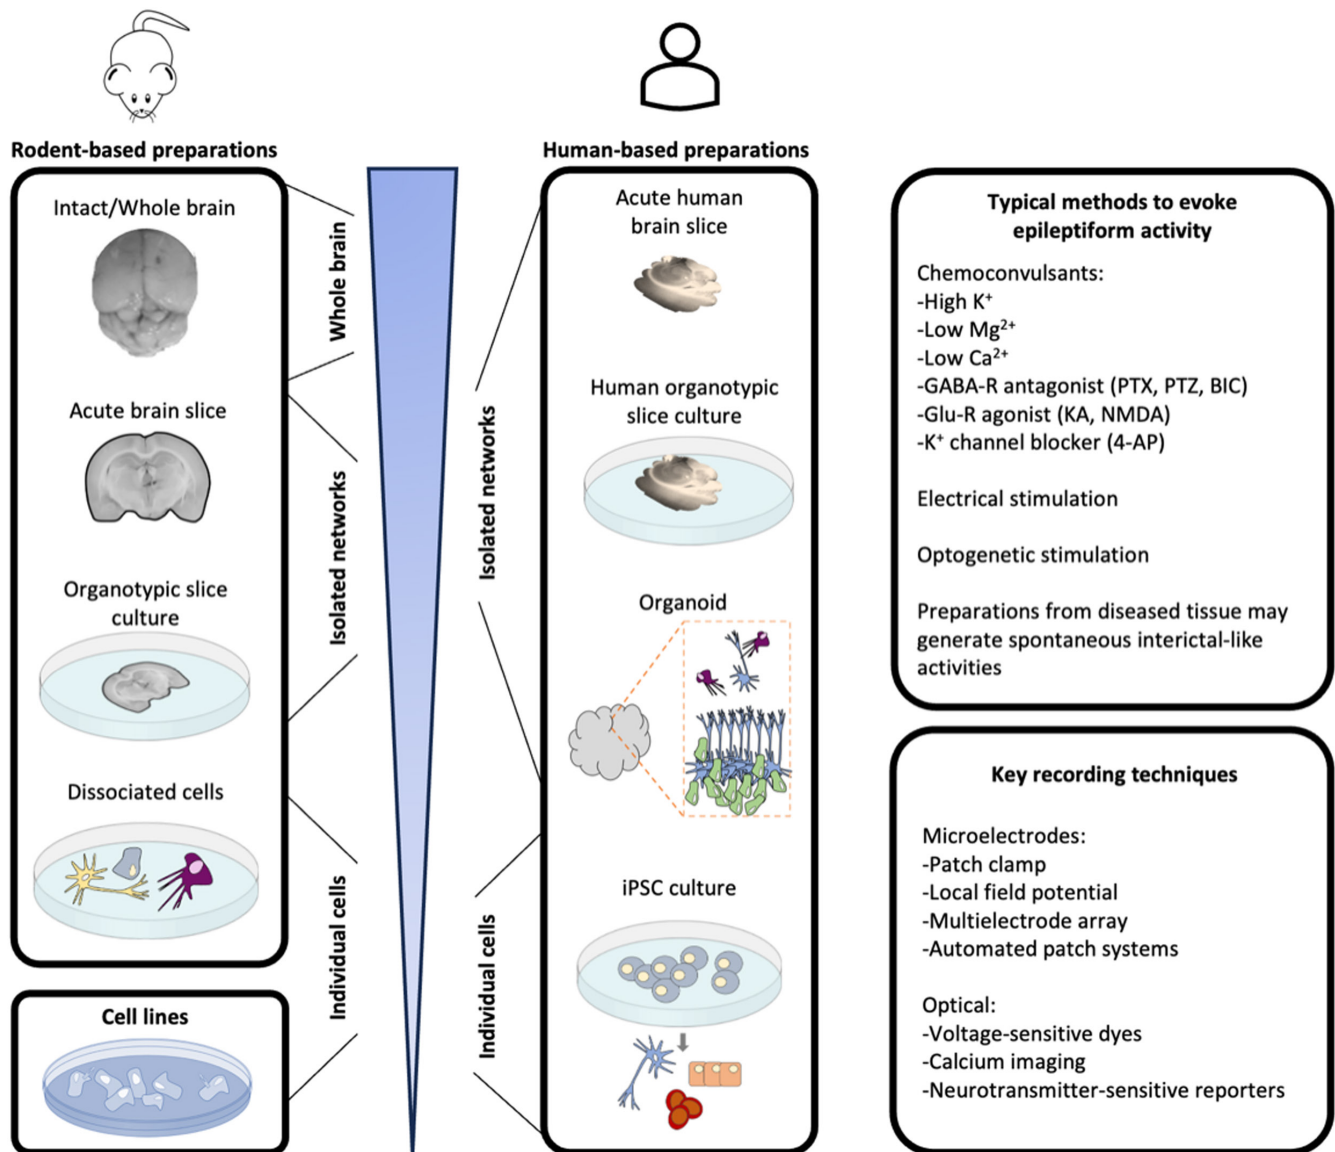 Rodent-based preparations
Intact/Whole brain
Acute brain slice
Organotypic slice
culture
Dissociated cells
Cell lines
Whole brain
Isolated networks
Individual cells
Human-based preparations
Isolated networks
Individual cells
Acute human
brain slice
Human organotypic
slice culture
Organoid
iPSC culture
Typical methods to evoke
epileptiform activity
Chemoconvulsants:
-High K⁺
-Low Mg²⁺
-Low Ca²⁺
-GABA-R antagonist (PTX, PTZ, BIC)
-Glu-R agonist (KA, NMDA)
-K⁺ channel blocker (4-AP)
Electrical stimulation
Optogenetic stimulation
Preparations from diseased tissue may
generate spontaneous interictal-like
activities
Key recording techniques
Microelectrodes:
-Patch clamp
-Local field potential
-Multielectrode array
-Automated patch systems
Optical:
-Voltage-sensitive dyes
-Calcium imaging
-Neurotransmitter-sensitive reporters